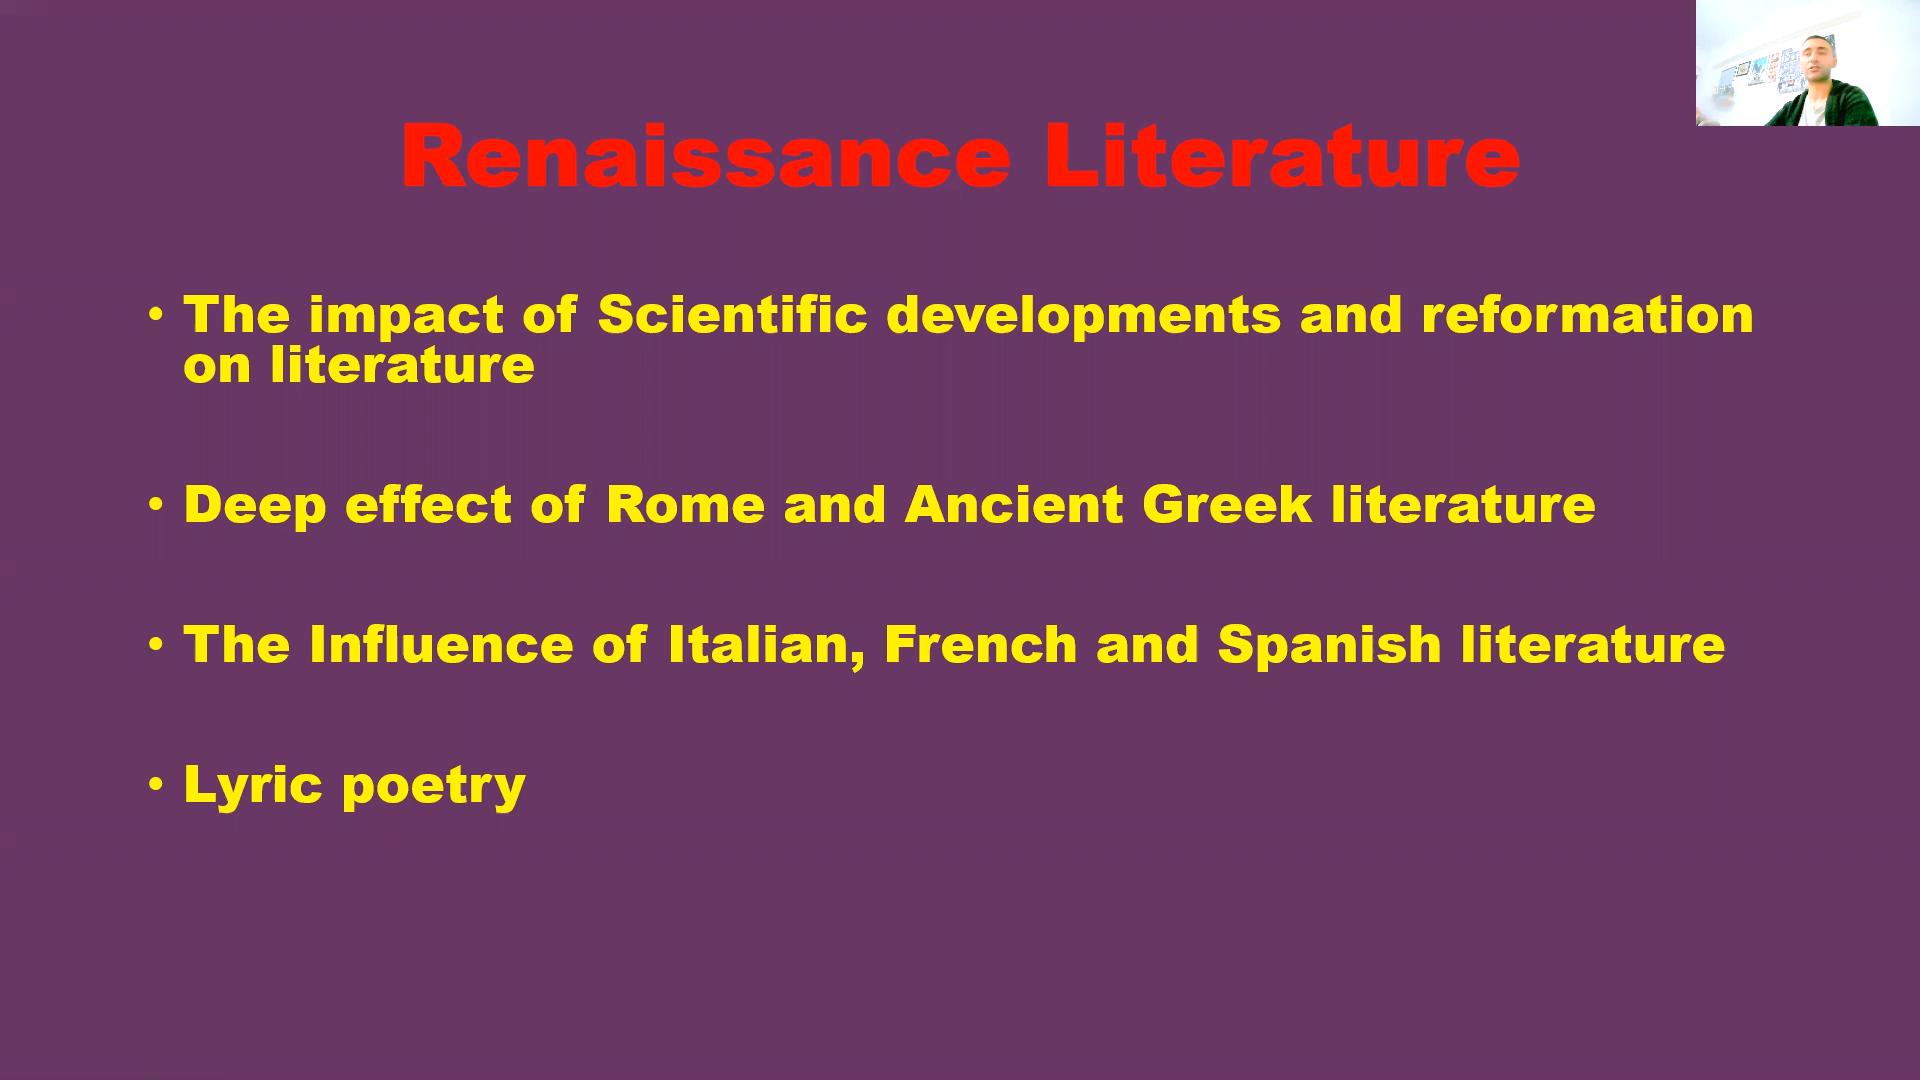 Renaissance Literature
• The impact of Scientific developments and reformation
on literature
• Deep effect of Rome and Ancient Greek literature
• The Influence of Italian, French and Spanish literature
• Lyric poetry